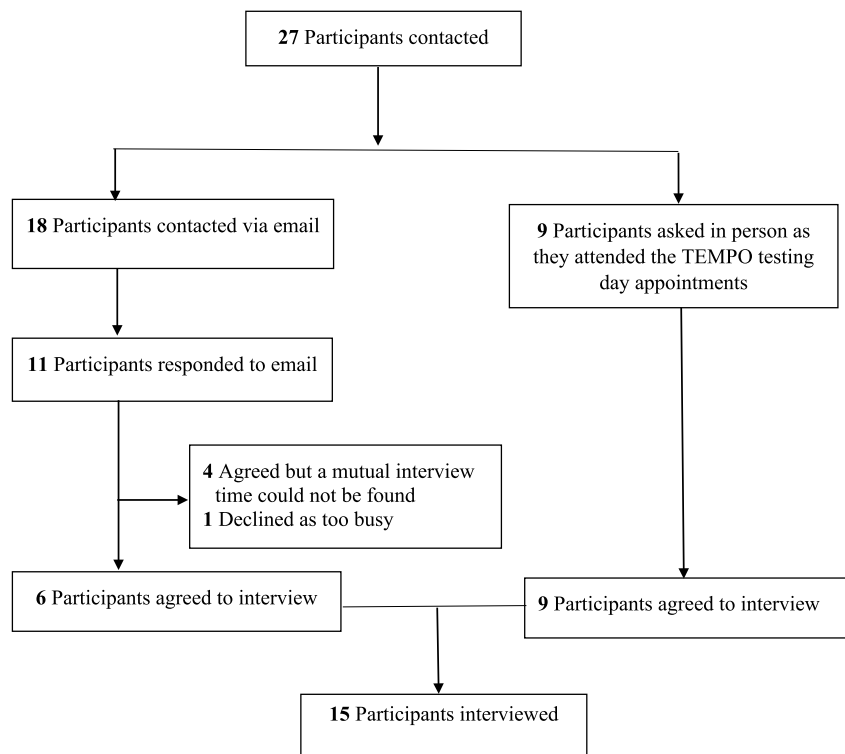 27 Participants contacted
18 Participants contacted via email
9 Participants asked in person as
they attended the TEMPO testing
day appointments
11 Participants responded to email
4 Agreed but a mutual interview
time could not be found
1 Declined as too busy
6 Participants agreed to interview
9 Participants agreed to interview
15 Participants interviewed